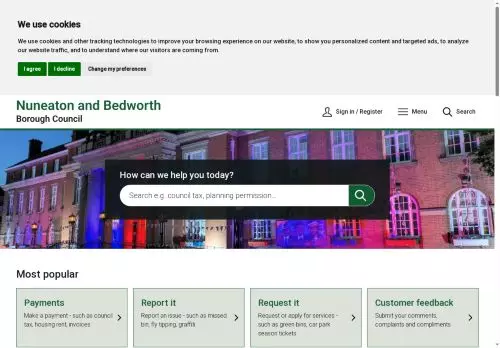 We use cookies
We use cookies and other tracking technologies to improve your browsing experience on our website, to show you personalized content and targeted ads, to analyze
our website traffic, and to understand where our visitors are coming from.
I agree
I decline
Change my preferences
Nuneaton and Bedworth
Borough Council
Sign in / Register
Menu
Search
How can we help you today?
Search e.g. council tax, planning permission...
Most popular
Payments
Make a payment - such as council
tax, housing rent, invoices
Report it
Report an issue - such as missed
bin, fly tipping, graffiti
Request it
Request or apply for services -
such as green bins, car park
season tickets
Customer feedback
Submit your comments,
complaints and compliments